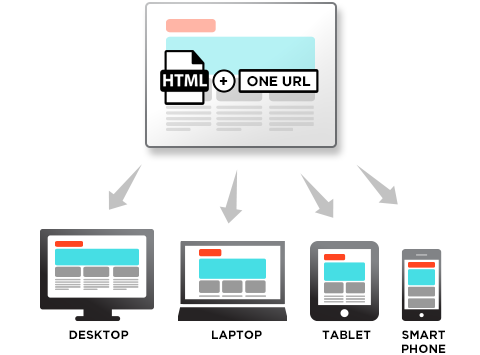 HTML + ONE URL
DESKTOP
LAPTOP
TABLET
SMART
PHONE